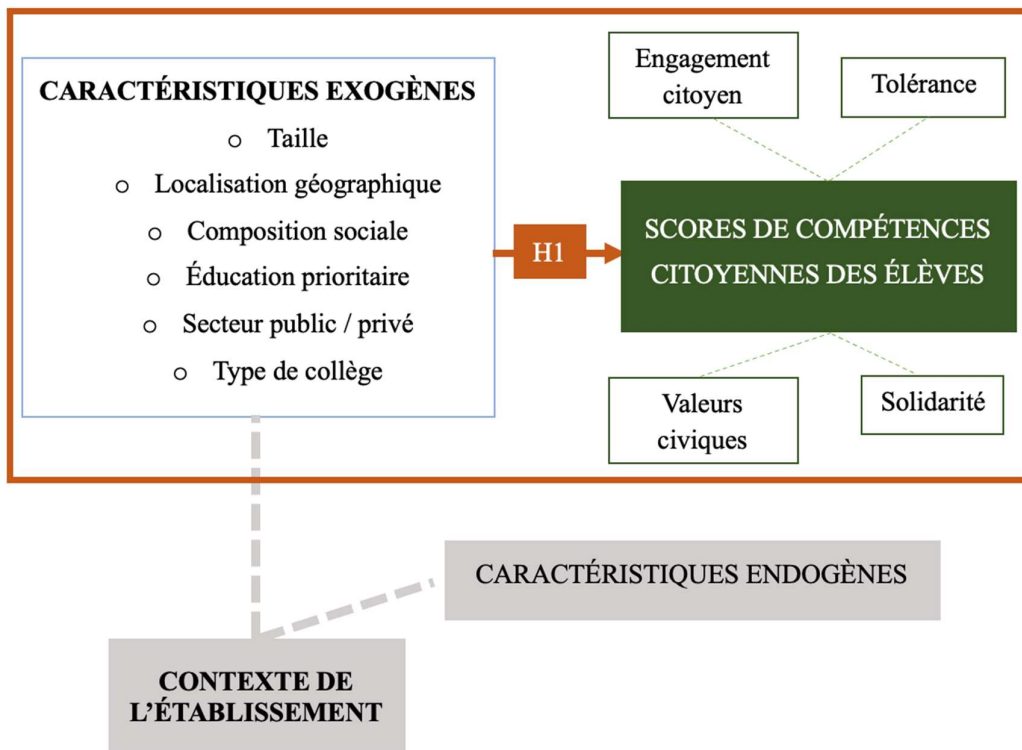 CARACTÉRISTIQUES EXOGÈNES
o Taille
o Localisation géographique
o Composition sociale
o Éducation prioritaire
o Secteur public / privé
o Type de collège
H1
Engagement
citoyen
Tolérance
SCORES DE COMPÉTENCES
CITOYENNES DES ÉLÈVES
Valeurs
civiques
Solidarité
CARACTÉRISTIQUES ENDOGÈNES
CONTEXTE DE
L’ÉTABLISSEMENT